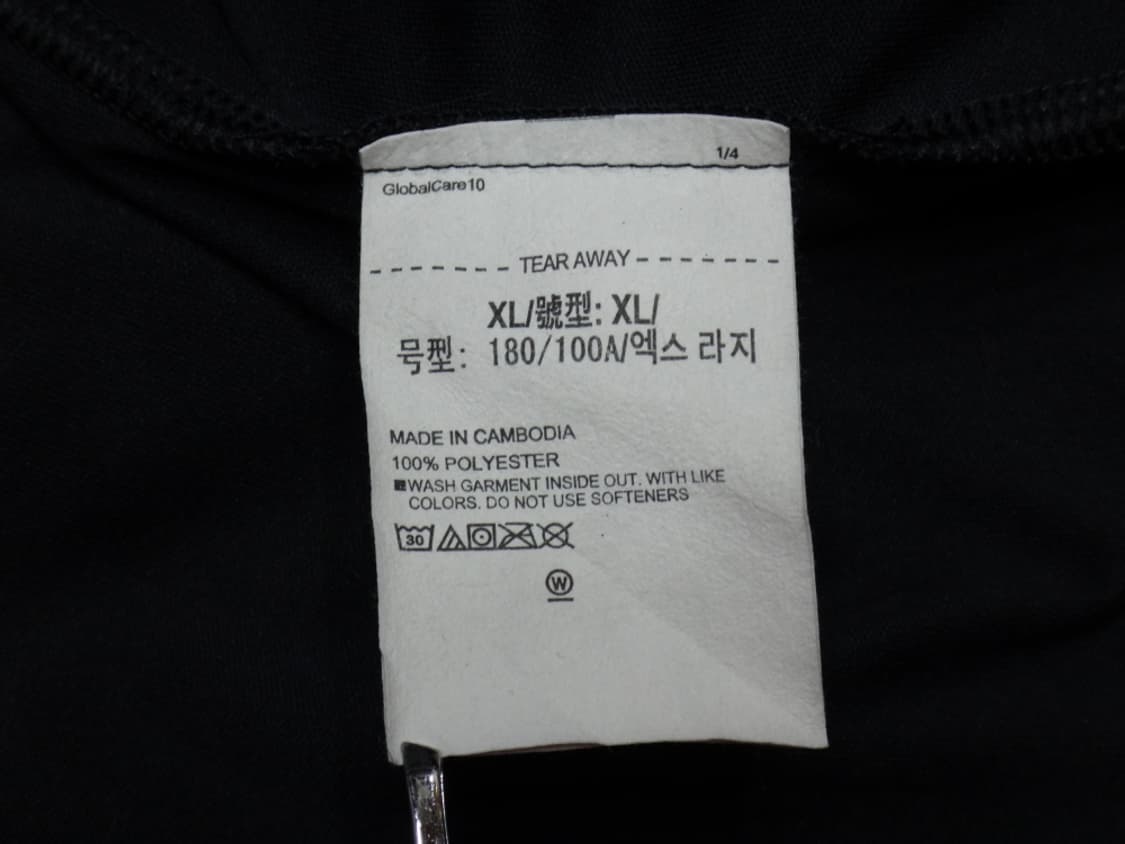 1/4
GlobalCare10
TEAR AWAY
XL/號型: XL/
号型: 180/100A/엑스 라지
MADE IN CAMBODIA
100% POLYESTER
■WASH GARMENT INSIDE OUT. WITH LIKE
COLORS. DO NOT USE SOFTENERS
30
W